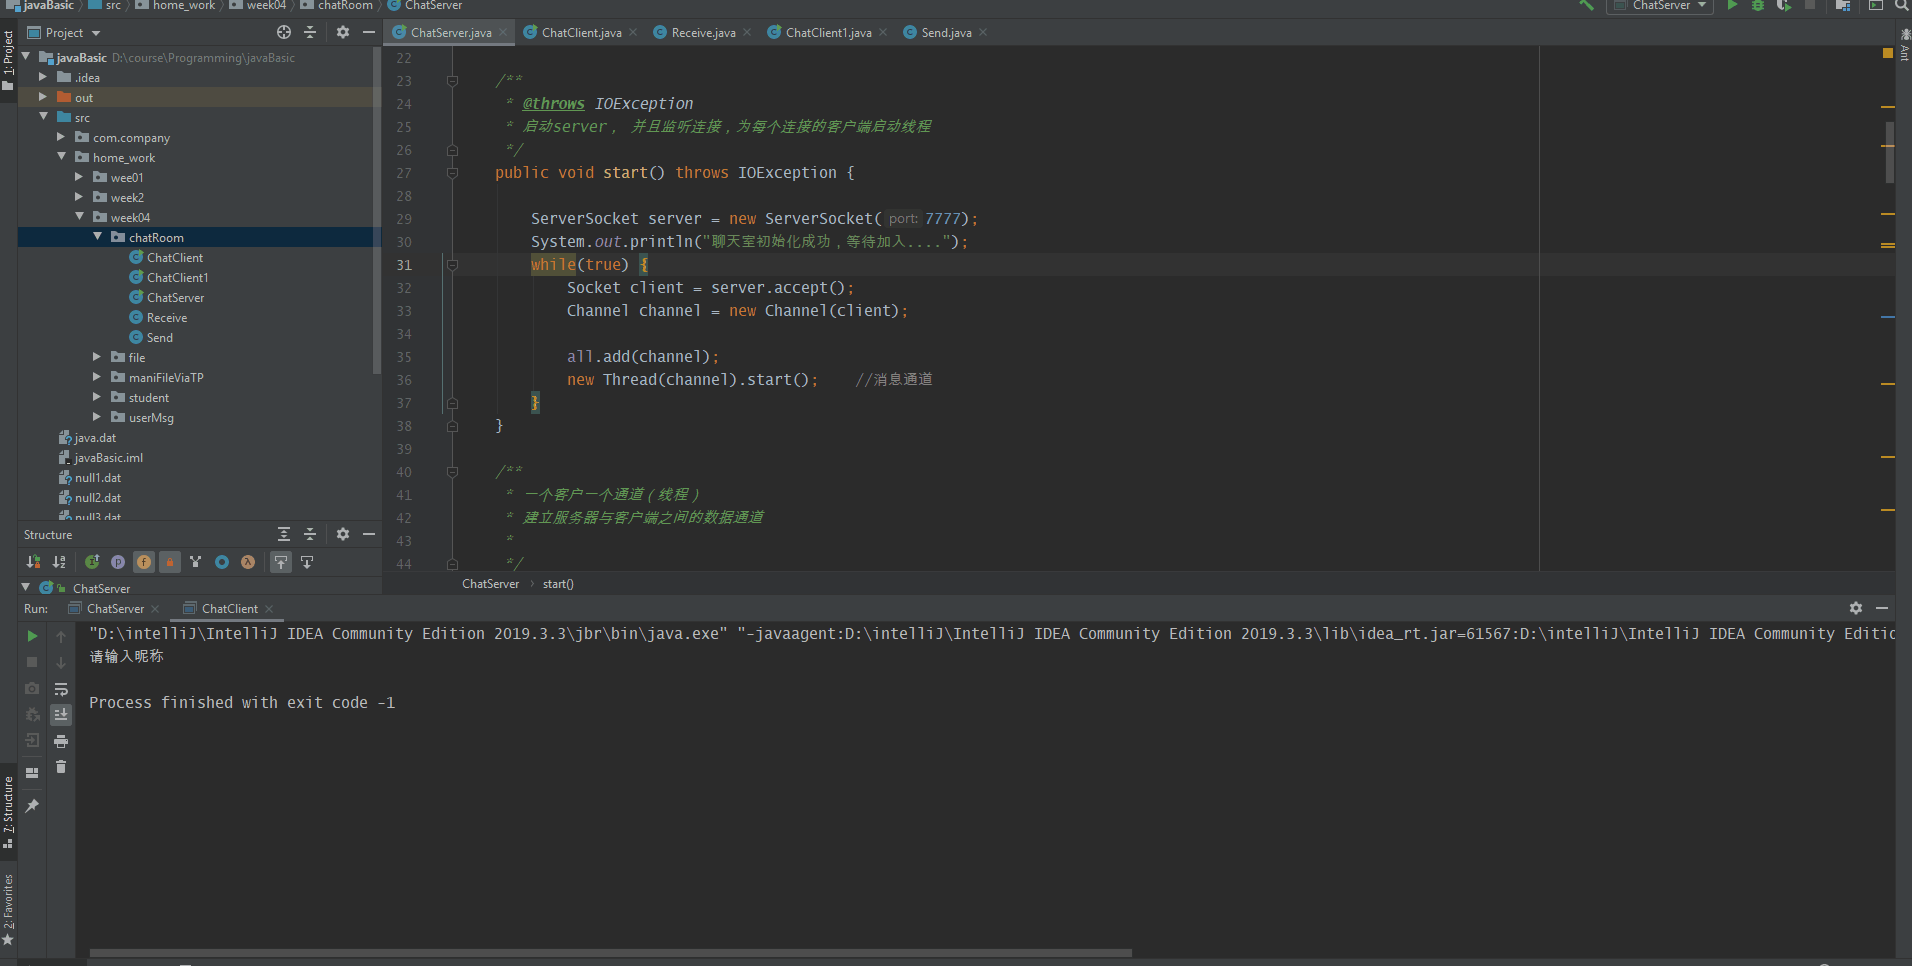 javaBasic src home_work week04 chatRoom ChatServer
ChatServer
Project
ChatServer.java ChatClient.java Receive.java ChatClient1.java Send.java
1: Project
Ant
javaBasic D:\course\Programming\javaBasic
.idea
out
src
com.company
home_work
wee01
week2
week04
chatRoom
ChatClient
ChatClient1
ChatServer
Receive
Send
file
maniFileViaTP
student
userMsg
java.dat
javaBasic.iml
null1.dat
null2.dat
null3.dat
22
23 /**
24 * @throws IOException
25 * 启动server， 并且监听连接，为每个连接的客户端启动线程
26 */
27 public void start() throws IOException {
28
29 ServerSocket server = new ServerSocket( port: 7777);
30 System.out.println("聊天室初始化成功，等待加入....");
31 while(true) {
32 Socket client = server.accept();
33 Channel channel = new Channel(client);
34
35 all.add(channel);
36 new Thread(channel).start(); //消息通道
37 }
38 }
39
40 /**
41 * 一个客户一个通道（线程）
42 * 建立服务器与客户端之间的数据通道
43 *
44 */
ChatServer start()
Structure
ChatServer
Run: ChatServer ChatClient
"D:\intelliJ\IntelliJ IDEA Community Edition 2019.3.3\jbr\bin\java.exe" "-javaagent:D:\intelliJ\IntelliJ IDEA Community Edition 2019.3.3\lib\idea_rt.jar=61567:D:\intelliJ\IntelliJ IDEA Community Editio
请输入昵称
Process finished with exit code -1
7: Structure
2: Favorites